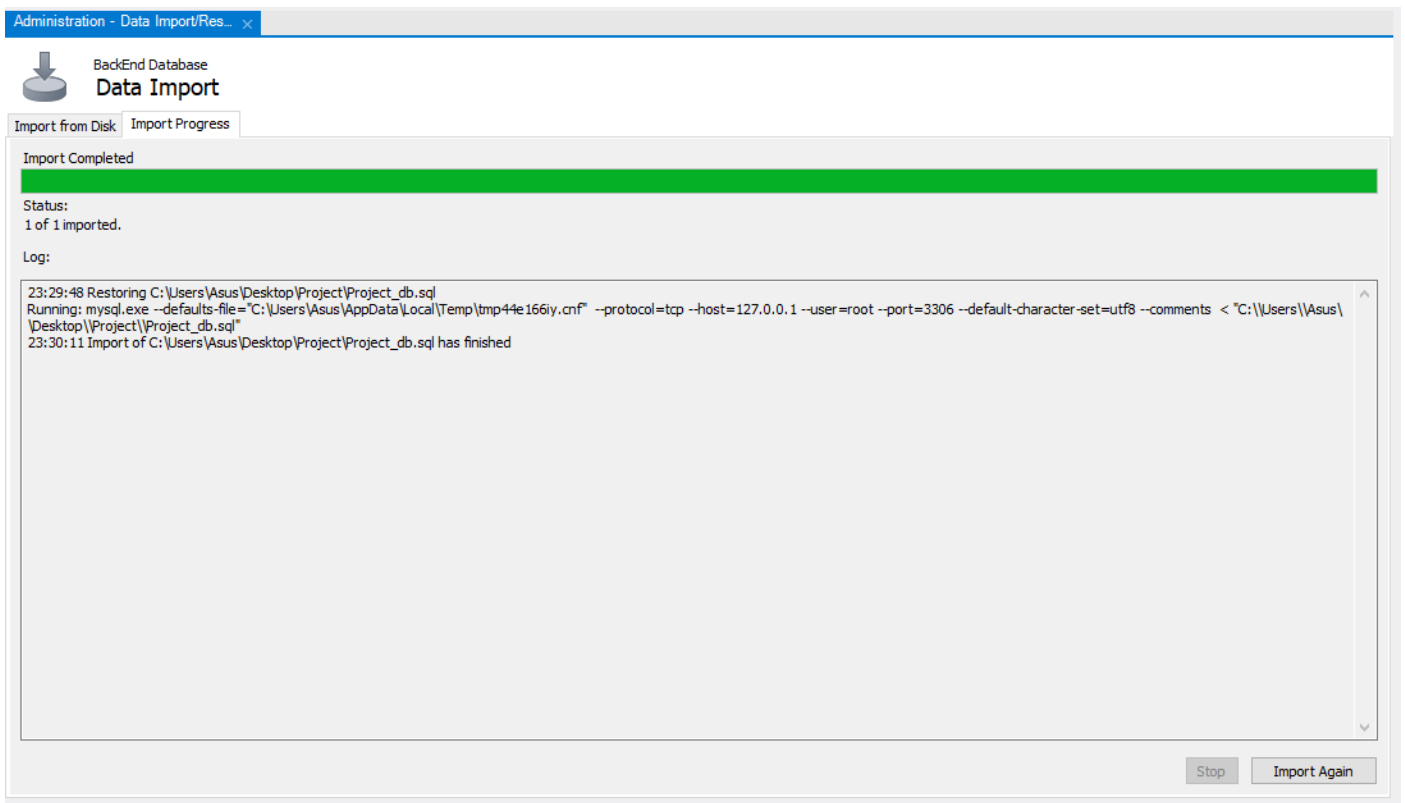 Administration - Data Import/Res...
BackEnd Database
Data Import
Import from Disk Import Progress
Import Completed
Status:
1 of 1 imported.
Log:
23:29:48 Restoring C:\Users\Asus\Desktop\Project\Project_db.sql
Running: mysql.exe --defaults-file="C:\Users\Asus\AppData\Local\Temp\tmp44e166iy.cnf" --protocol=tcp --host=127.0.0.1 --user=root --port=3306 --default-character-set=utf8 --comments < "C:\\Users\\Asus\
\Desktop\\Project\\Project_db.sql"
23:30:11 Import of C:\Users\Asus\Desktop\Project\Project_db.sql has finished
Stop Import Again